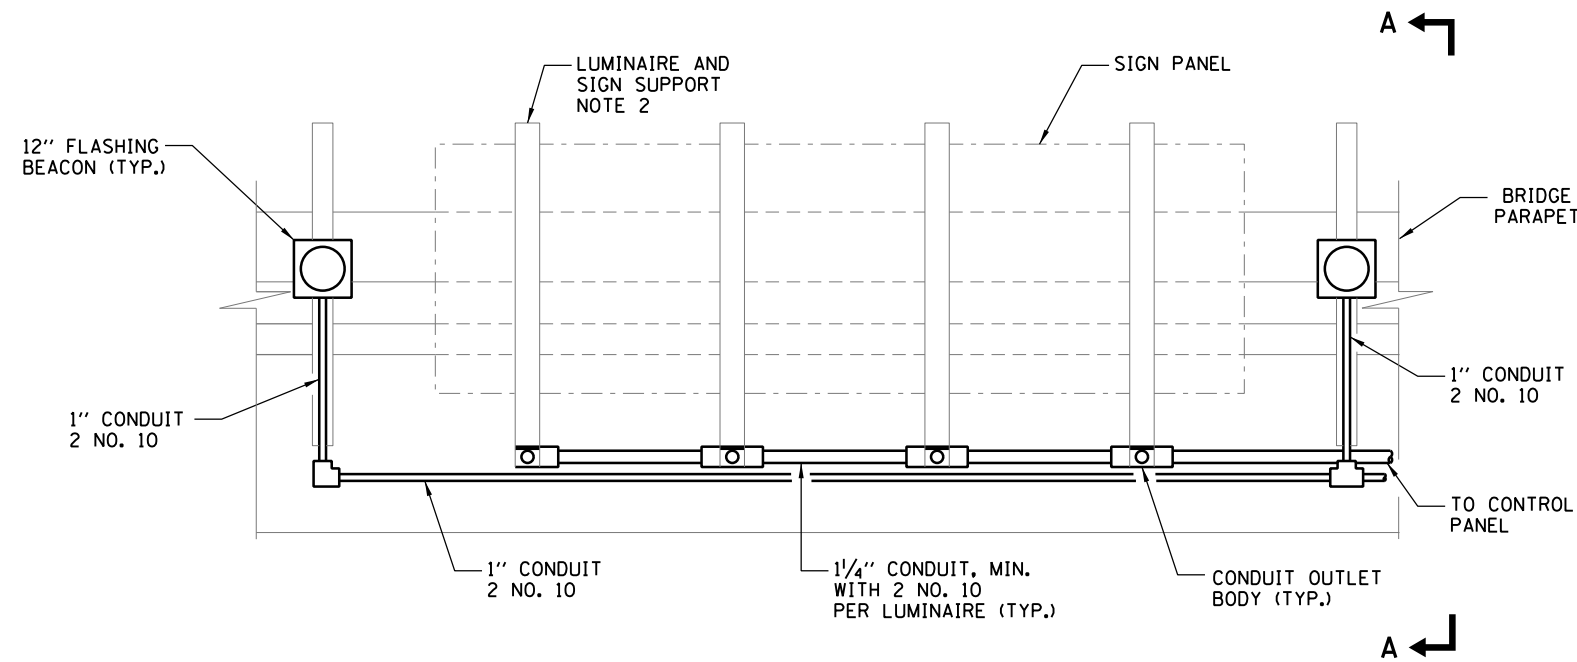 A
LUMINAIRE AND
SIGN SUPPORT
NOTE 2
SIGN PANEL
12" FLASHING
BEACON (TYP.)
BRIDGE
PARAPET
1" CONDUIT
2 NO. 10
1" CONDUIT
2 NO. 10
TO CONTROL
PANEL
1" CONDUIT
2 NO. 10
1 1/4" CONDUIT, MIN.
WITH 2 NO. 10
PER LUMINAIRE (TYP.)
CONDUIT OUTLET
BODY (TYP.)
A